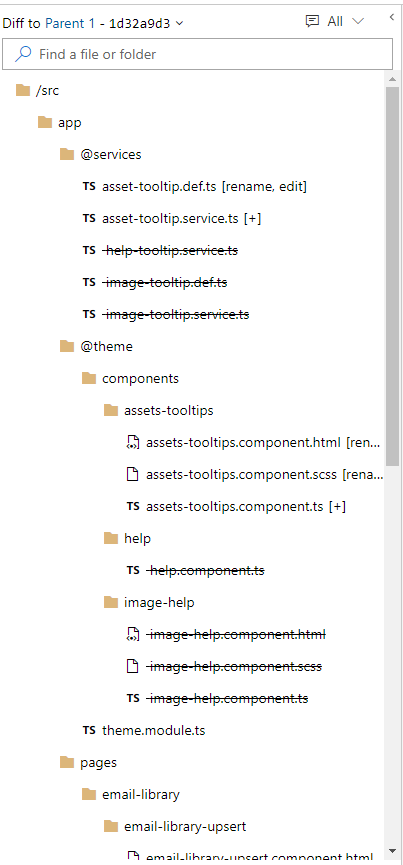 Diff to Parent 1 - 1d32a9d3
All
Find a file or folder
/src
app
@services
TS asset-tooltip.def.ts [rename, edit]
TS asset-tooltip.service.ts [+]
TS help-tooltip.service.ts
TS image-tooltip.def.ts
TS image-tooltip.service.ts
@theme
components
assets-tooltips
assets-tooltips.component.html [ren...
assets-tooltips.component.scss [rena...
TS assets-tooltips.component.ts [+]
help
TS help.component.ts
image-help
image-help.component.html
image-help.component.scss
TS image-help.component.ts
TS theme.module.ts
pages
email-library
email-library-upsert
email-library-upsert.component.html